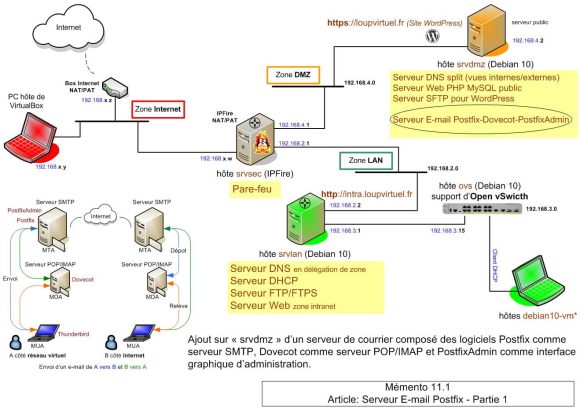 Internet
https://loupvirtuel.fr (Site WordPress)
serveur public
192.168.4.2
Box Internet
NAT/PAT
PC hôte de
VirtualBox
192.168.x.z
Zone Internet
192.168.x.y
Zone DMZ
192.168.4.0
hôte srvdmz (Debian 10)
Serveur DNS split (vues internes/externes)
Serveur Web PHP MySQL public
Serveur SFTP pour WordPress
Serveur E-mail Postfix-Dovecot-PostfixAdmin
IPFire
NAT/PAT
192.168.4.1
192.168.2.1
192.168.x.w
hôte srvsec (IPFire)
Pare-feu
Zone LAN
192.168.2.0
http://intra.loupvirtuel.fr
192.168.2.2
192.168.3.1
192.168.3.15
hôte ovs (Debian 10)
support d'Open vSwicth
192.168.3.0
Client DHCP
hôtes debian10-vm*
hôte srvlan (Debian 10)
Serveur DNS en délégation de zone
Serveur DHCP
Serveur FTP/FTPS
Serveur Web zone intranet
Serveur SMTP
Serveur SMTP
PostfixAdmin
Postfix
Internet
MTA
MTA
Envoi
Dépôt
Serveur POP/IMAP
Serveur POP/IMAP
Dovecot
MDA
MDA
Relève
Thunderbird
MUA
MUA
A côté réseau virtuel
B côté Internet
Envoi d'un e-mail de A vers B et B vers A
Ajout sur « srvdmz » d'un serveur de courrier composé des logiciels Postfix comme
serveur SMTP, Dovecot comme serveur POP/IMAP et PostfixAdmin comme interface
graphique d'administration.
Mémento 11.1
Article: Serveur E-mail Postfix - Partie 1